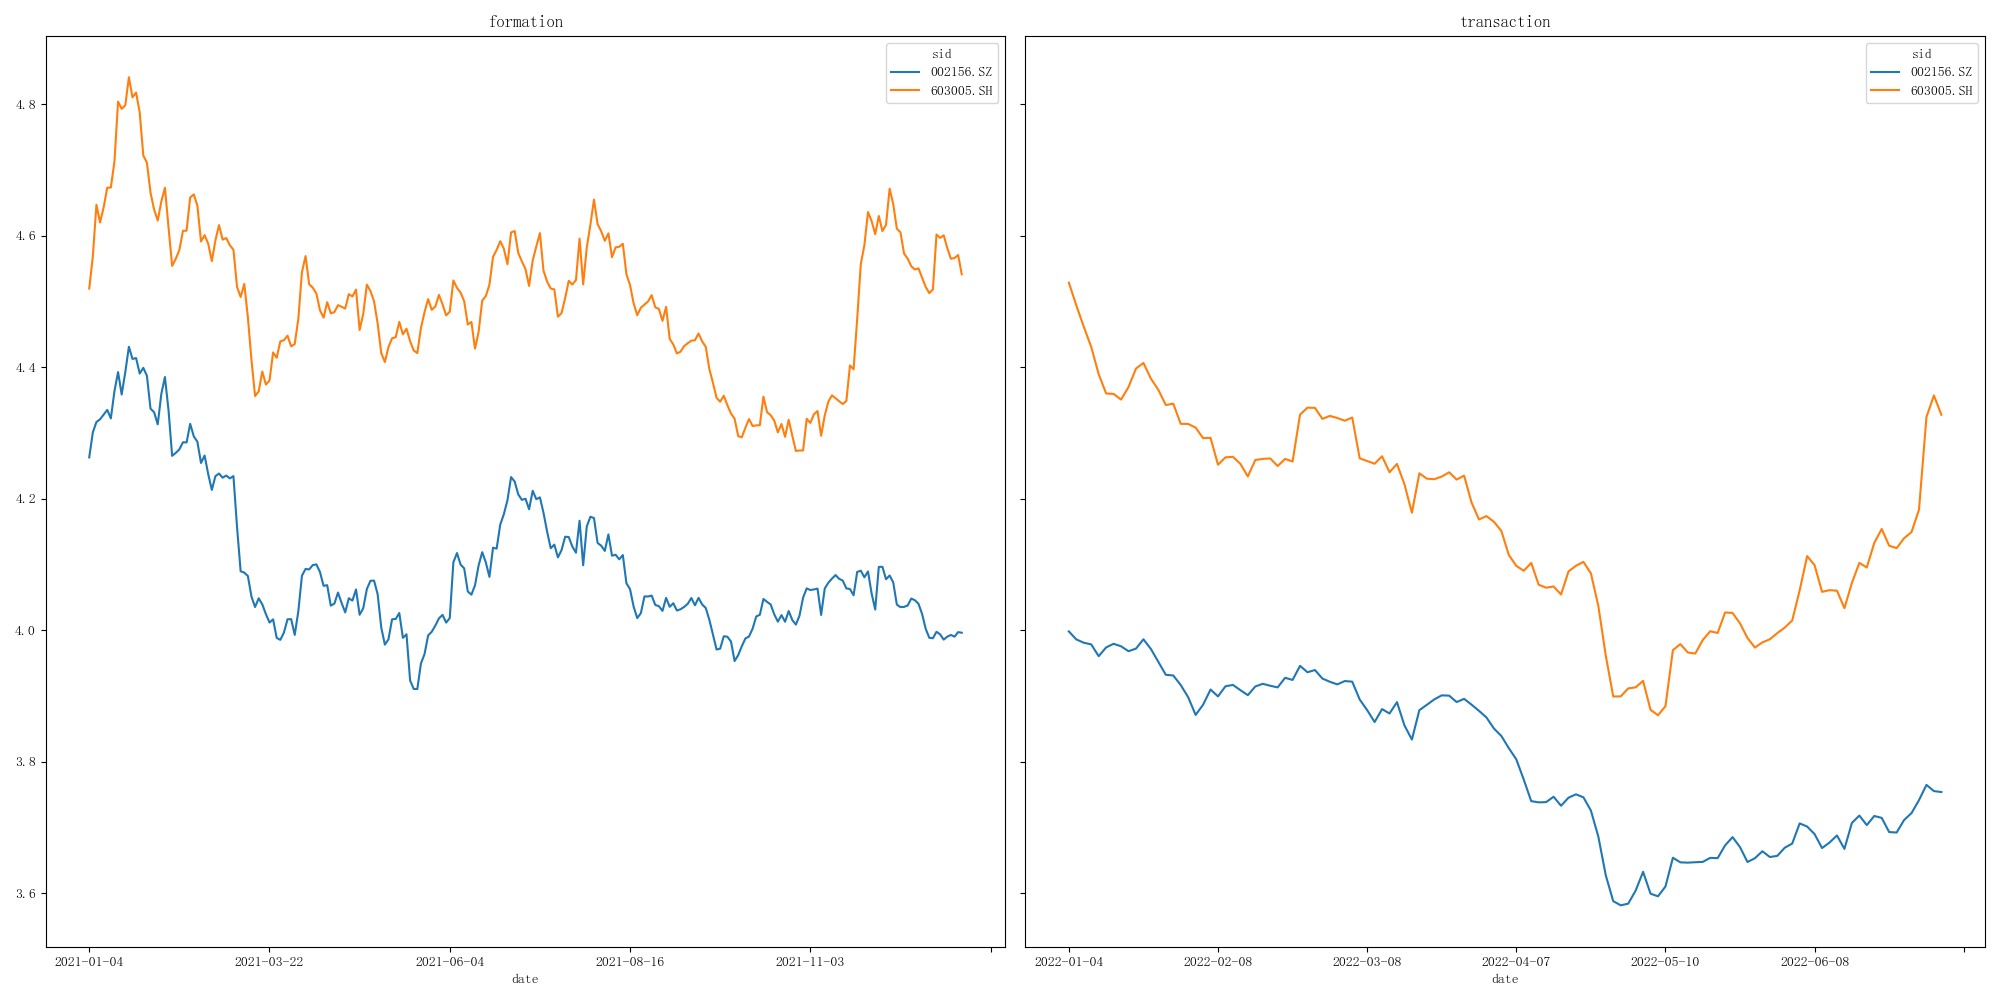 formation
sid
002156.SZ
603005.SH
4.8
4.6
4.4
4.2
4.0
3.8
3.6
2021-01-04
2021-03-22
2021-06-04
2021-08-16
2021-11-03
date
transaction
sid
002156.SZ
603005.SH
2022-01-04
2022-02-08
2022-03-08
2022-04-07
2022-05-10
2022-06-08
date